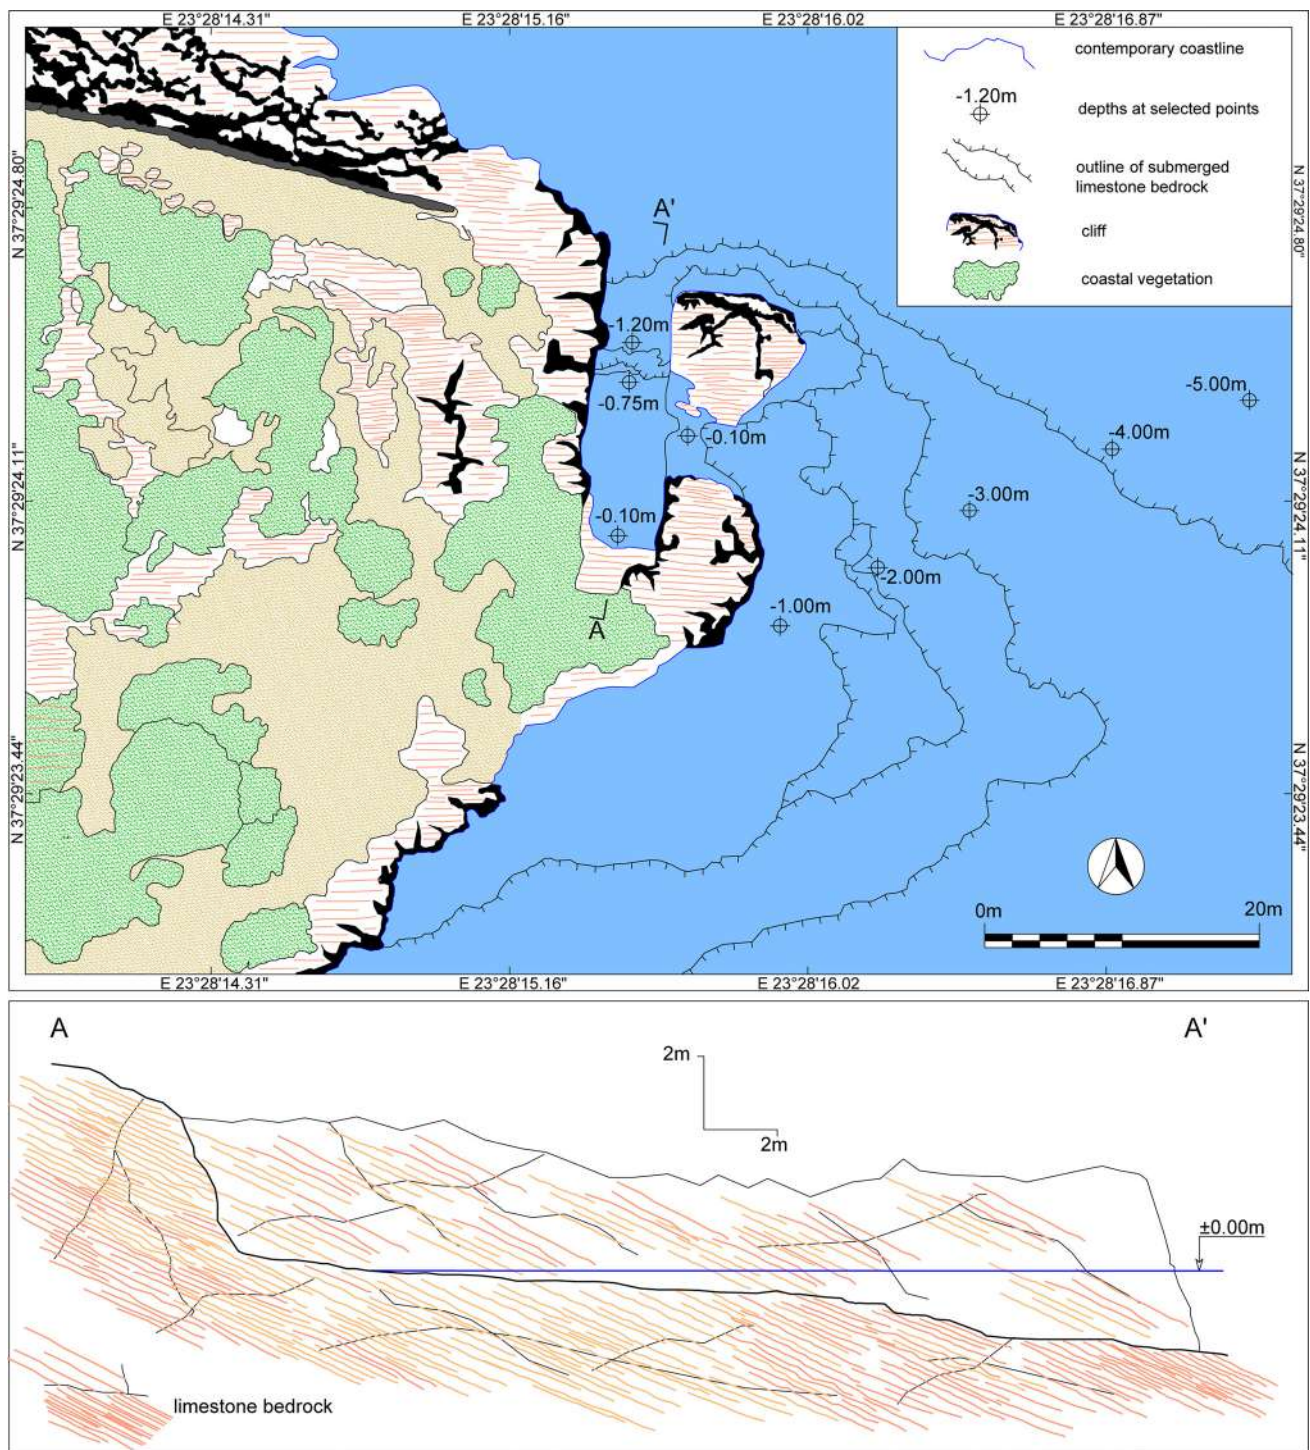 E 23°28'14.31"
E 23°28'15.16"
E 23°28'16.02
E 23°28'16.87"
contemporary coastline
-1.20m
depths at selected points
outline of submerged
limestone bedrock
cliff
coastal vegetation
N 37°29'24.80"
N 37°29'24.80"
A'
-1.20m
-0.75m
-5.00m
-0.10m
-4.00m
N 37°29'24.11"
N 37°29'24.11"
-3.00m
-0.10m
-2.00m
-1.00m
A
N 37°29'23.44"
N 37°29'23.44"
0m
20m
E 23°28'14.31"
E 23°28'15.16"
E 23°28'16.02
E 23°28'16.87"
A
A'
2m
2m
±0.00m
limestone bedrock